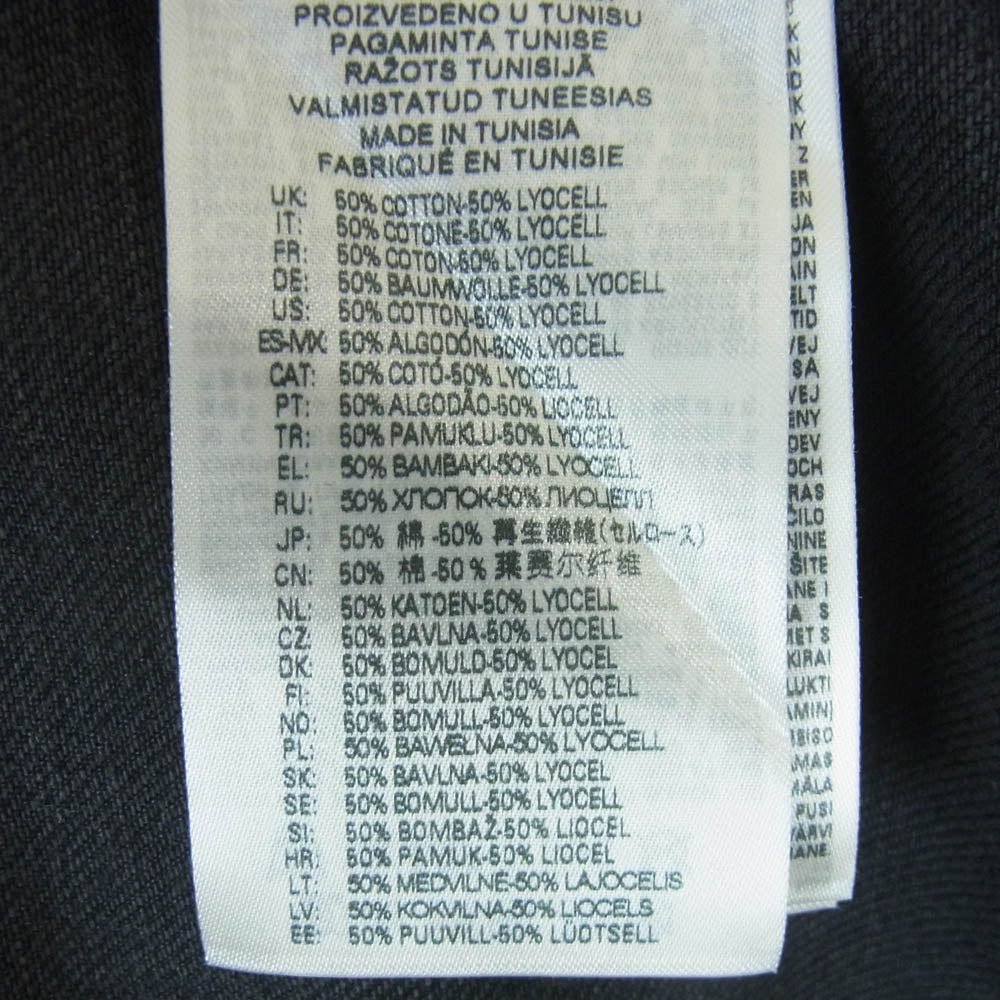 PROIZVEDENO U TUNISU
PAGAMINTA TUNISE
RAŽOTS TUNISIJĀ
VALMISTATUD TUNEESIAS
MADE IN TUNISIA
FABRIQUÉ EN TUNISIE
UK: 50% COTTON-50% LYOCELL
IT: 50% COTONE-50% LYOCELL
FR: 50% COTON-50% LYOCELL
DE: 50% BAUMWOLLE-50% LYOCELL
US: 50% COTTON-50% LYOCELL
ES-MX: 50% ALGODÓN-50% LYOCELL
CAT: 50% COTÓ-50% LYOCELL
PT: 50% ALGODÃO-50% LIOCELL
TR: 50% PAMUKLU-50% LYOCELL
EL: 50% BAMBAKI-50% LYOCELL
RU: 50% ХЛОПОК-50% ЛИОЦЕЛЛ
JP: 50% 綿-50% 再生繊維(セルロース)
CN: 50% 棉-50% 莱赛尔纤维
NL: 50% KATOEN-50% LYOCELL
CZ: 50% BAVLNA-50% LYOCELL
DK: 50% BOMULD-50% LYOCEL
FI: 50% PUUVILLA-50% LYOCELL
NO: 50% BOMULL-50% LYOCELL
PL: 50% BAWEŁNA-50% LYOCELL
SK: 50% BAVLNA-50% LYOCEL
SE: 50% BOMULL-50% LYOCELL
SI: 50% BOMBAŽ-50% LIOCEL
HR: 50% PAMUK-50% LIOCEL
LT: 50% MEDVILNĖ-50% LAJOCELIS
LV: 50% KOKVILNA-50% LIOCELS
EE: 50% PUUVILL-50% LÜOTSELL